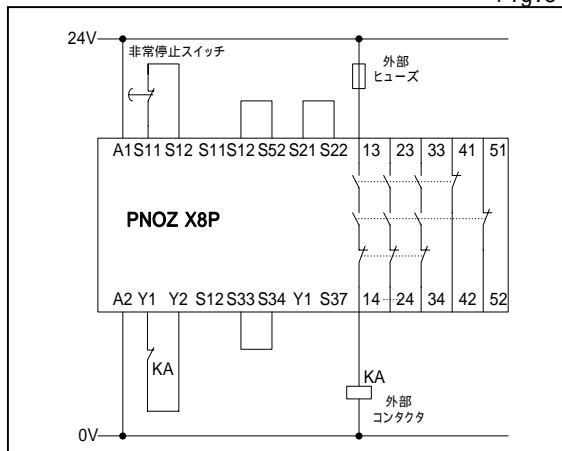 Fig.3
24V
非常停止スイッチ
外部
ヒューズ
A1 S11 S12 S11 S12 S52 S21 S22 13 23 33 41 51
PNOZ X8P
A2 Y1 Y2 S12 S33 S34 Y1 S37 14 24 34 42 52
KA
KA
外部
コンタクタ
0V